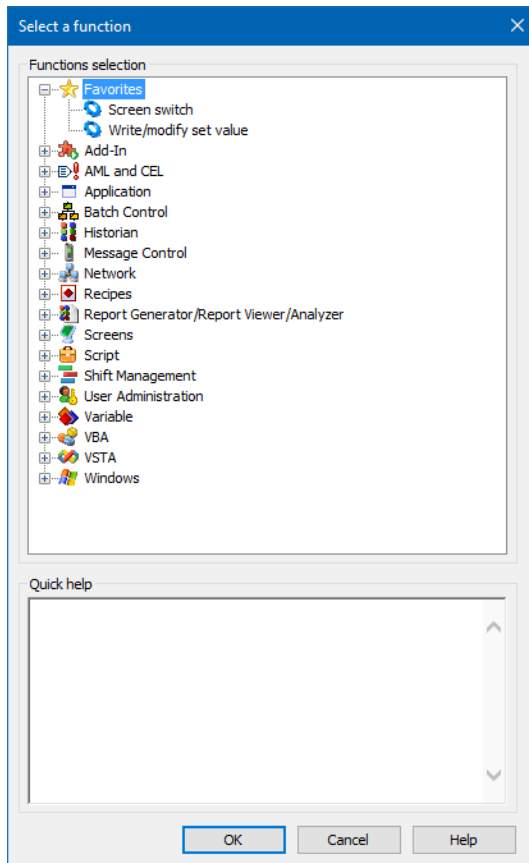 Select a function
Functions selection
Favorites
Screen switch
Write/modify set value
Add-In
AML and CEL
Application
Batch Control
Historian
Message Control
Network
Recipes
Report Generator/Report Viewer/Analyzer
Screens
Script
Shift Management
User Administration
Variable
VBA
VSTA
Windows
Quick help
OK Cancel Help